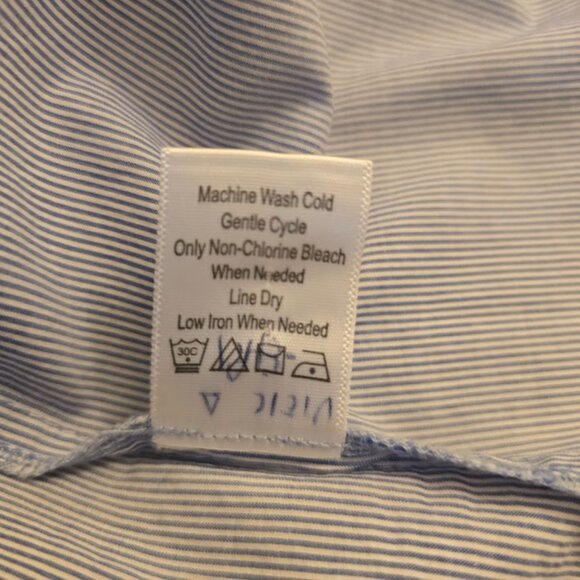 Machine Wash Cold
Gentle Cycle
Only Non-Chlorine Bleach
When Needed
Line Dry
Low Iron When Needed
30C